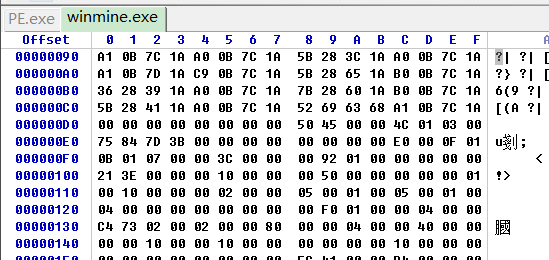 PE.exe winmine.exe
Offset 0 1 2 3 4 5 6 7 8 9 A B C D E F
00000090 A1 0B 7C 1A A0 0B 7C 1A 5B 28 3C 1A A0 0B 7C 1A ?| ?| [
000000A0 A1 0B 7D 1A C9 0B 7C 1A 5B 28 65 1A B0 0B 7C 1A ?} ?| [
000000B0 36 28 39 1A A0 0B 7C 1A 7B 28 60 1A B0 0B 7C 1A 6(9 ?| {
000000C0 5B 28 41 1A A0 0B 7C 1A 52 69 63 68 A1 0B 7C 1A [(A ?|
000000D0 00 00 00 00 00 00 00 00 50 45 00 00 4C 01 03 00
000000E0 75 84 7D 3B 00 00 00 00 00 00 00 00 E0 00 0F 01 u剗;
000000F0 0B 01 07 00 00 3C 00 00 00 92 01 00 00 00 00 00 <
00000100 21 3E 00 00 00 10 00 00 00 50 00 00 00 00 00 01 !>
00000110 00 10 00 00 00 02 00 00 05 00 01 00 05 00 01 00
00000120 04 00 00 00 00 00 00 00 00 F0 01 00 00 04 00 00
00000130 C4 73 02 00 02 00 00 80 00 00 04 00 00 40 00 00
00000140 00 00 10 00 00 10 00 00 00 00 00 00 10 00 00 00